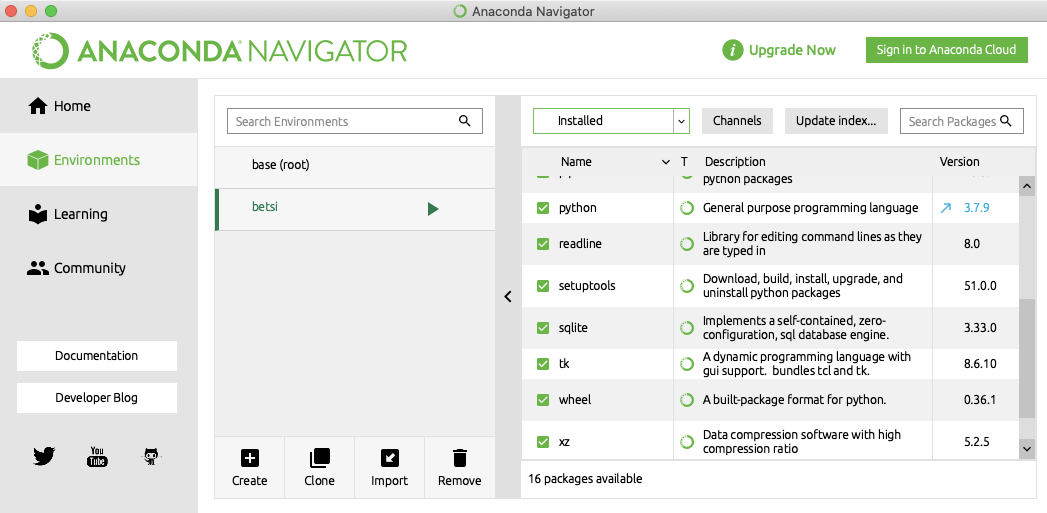 Anaconda Navigator
ANACONDA NAVIGATOR
i Upgrade Now
Sign in to Anaconda Cloud
Home
Environments
Learning
Community
Documentation
Developer Blog
You
Tube
Search Environments
base (root)
betsi
Create
Clone
Import
Remove
Installed
Channels
Update index...
Search Packages
Name T Description Version
python packages
python General purpose programming language 3.7.9
readline Library for editing command lines as they
are typed in 8.0
setuptools Download, build, install, upgrade, and
uninstall python packages 51.0.0
sqlite Implements a self-contained, zero-
configuration, sql database engine. 3.33.0
tk A dynamic programming language with
gui support. bundles tcl and tk. 8.6.10
wheel A built-package format for python. 0.36.1
xz Data compression software with high
compression ratio 5.2.5
16 packages available